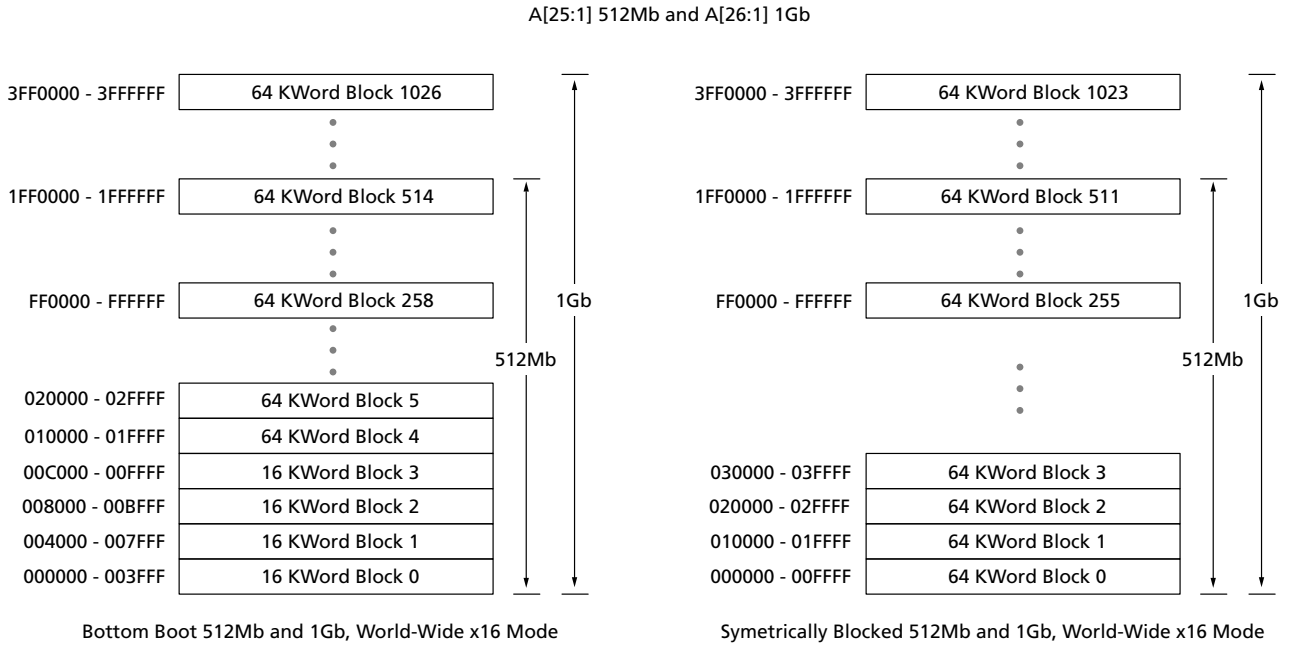 A[25:1] 512Mb and A[26:1] 1Gb
3FF0000 - 3FFFFFF 64 KWord Block 1026
1FF0000 - 1FFFFFF 64 KWord Block 514
FF0000 - FFFFFF 64 KWord Block 258
1Gb
512Mb
020000 - 02FFFF 64 KWord Block 5
010000 - 01FFFF 64 KWord Block 4
00C000 - 00FFFF 16 KWord Block 3
008000 - 00BFFF 16 KWord Block 2
004000 - 007FFF 16 KWord Block 1
000000 - 003FFF 16 KWord Block 0
Bottom Boot 512Mb and 1Gb, World-Wide x16 Mode
3FF0000 - 3FFFFFF 64 KWord Block 1023
1FF0000 - 1FFFFFF 64 KWord Block 511
FF0000 - FFFFFF 64 KWord Block 255
1Gb
512Mb
030000 - 03FFFF 64 KWord Block 3
020000 - 02FFFF 64 KWord Block 2
010000 - 01FFFF 64 KWord Block 1
000000 - 00FFFF 64 KWord Block 0
Symetrically Blocked 512Mb and 1Gb, World-Wide x16 Mode